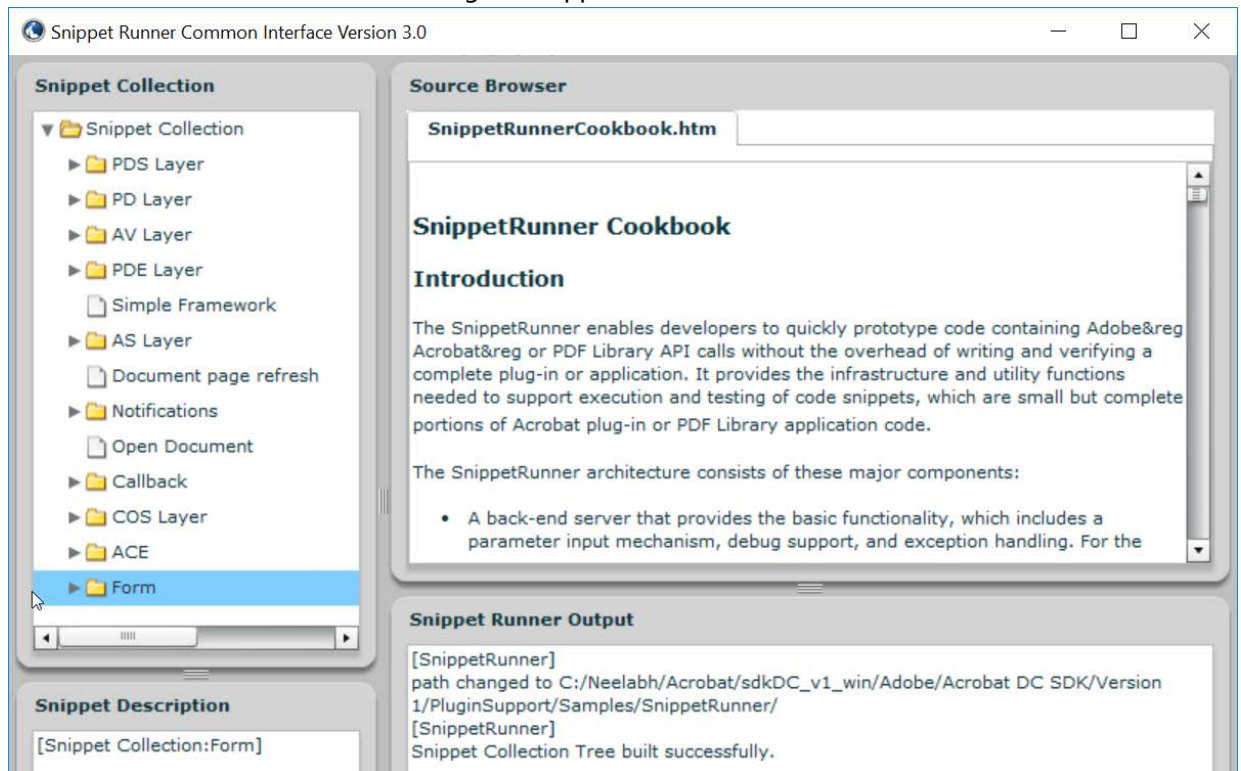 Snippet Runner Common Interface Version 3.0
Snippet Collection
Snippet Collection
PDS Layer
PD Layer
AV Layer
PDE Layer
Simple Framework
AS Layer
Document page refresh
Notifications
Open Document
Callback
COS Layer
ACE
Form
Snippet Description
[Snippet Collection:Form]
Source Browser
SnippetRunnerCookbook.htm
SnippetRunner Cookbook
Introduction
The SnippetRunner enables developers to quickly prototype code containing Adobe&reg
Acrobat&reg or PDF Library API calls without the overhead of writing and verifying a
complete plug-in or application. It provides the infrastructure and utility functions
needed to support execution and testing of code snippets, which are small but complete
portions of Acrobat plug-in or PDF Library application code.
The SnippetRunner architecture consists of these major components:
• A back-end server that provides the basic functionality, which includes a
parameter input mechanism, debug support, and exception handling. For the
Snippet Runner Output
[SnippetRunner]
path changed to C:/Neelabh/Acrobat/sdkDC_v1_win/Adobe/Acrobat DC SDK/Version
1/PluginSupport/Samples/SnippetRunner/
[SnippetRunner]
Snippet Collection Tree built successfully.